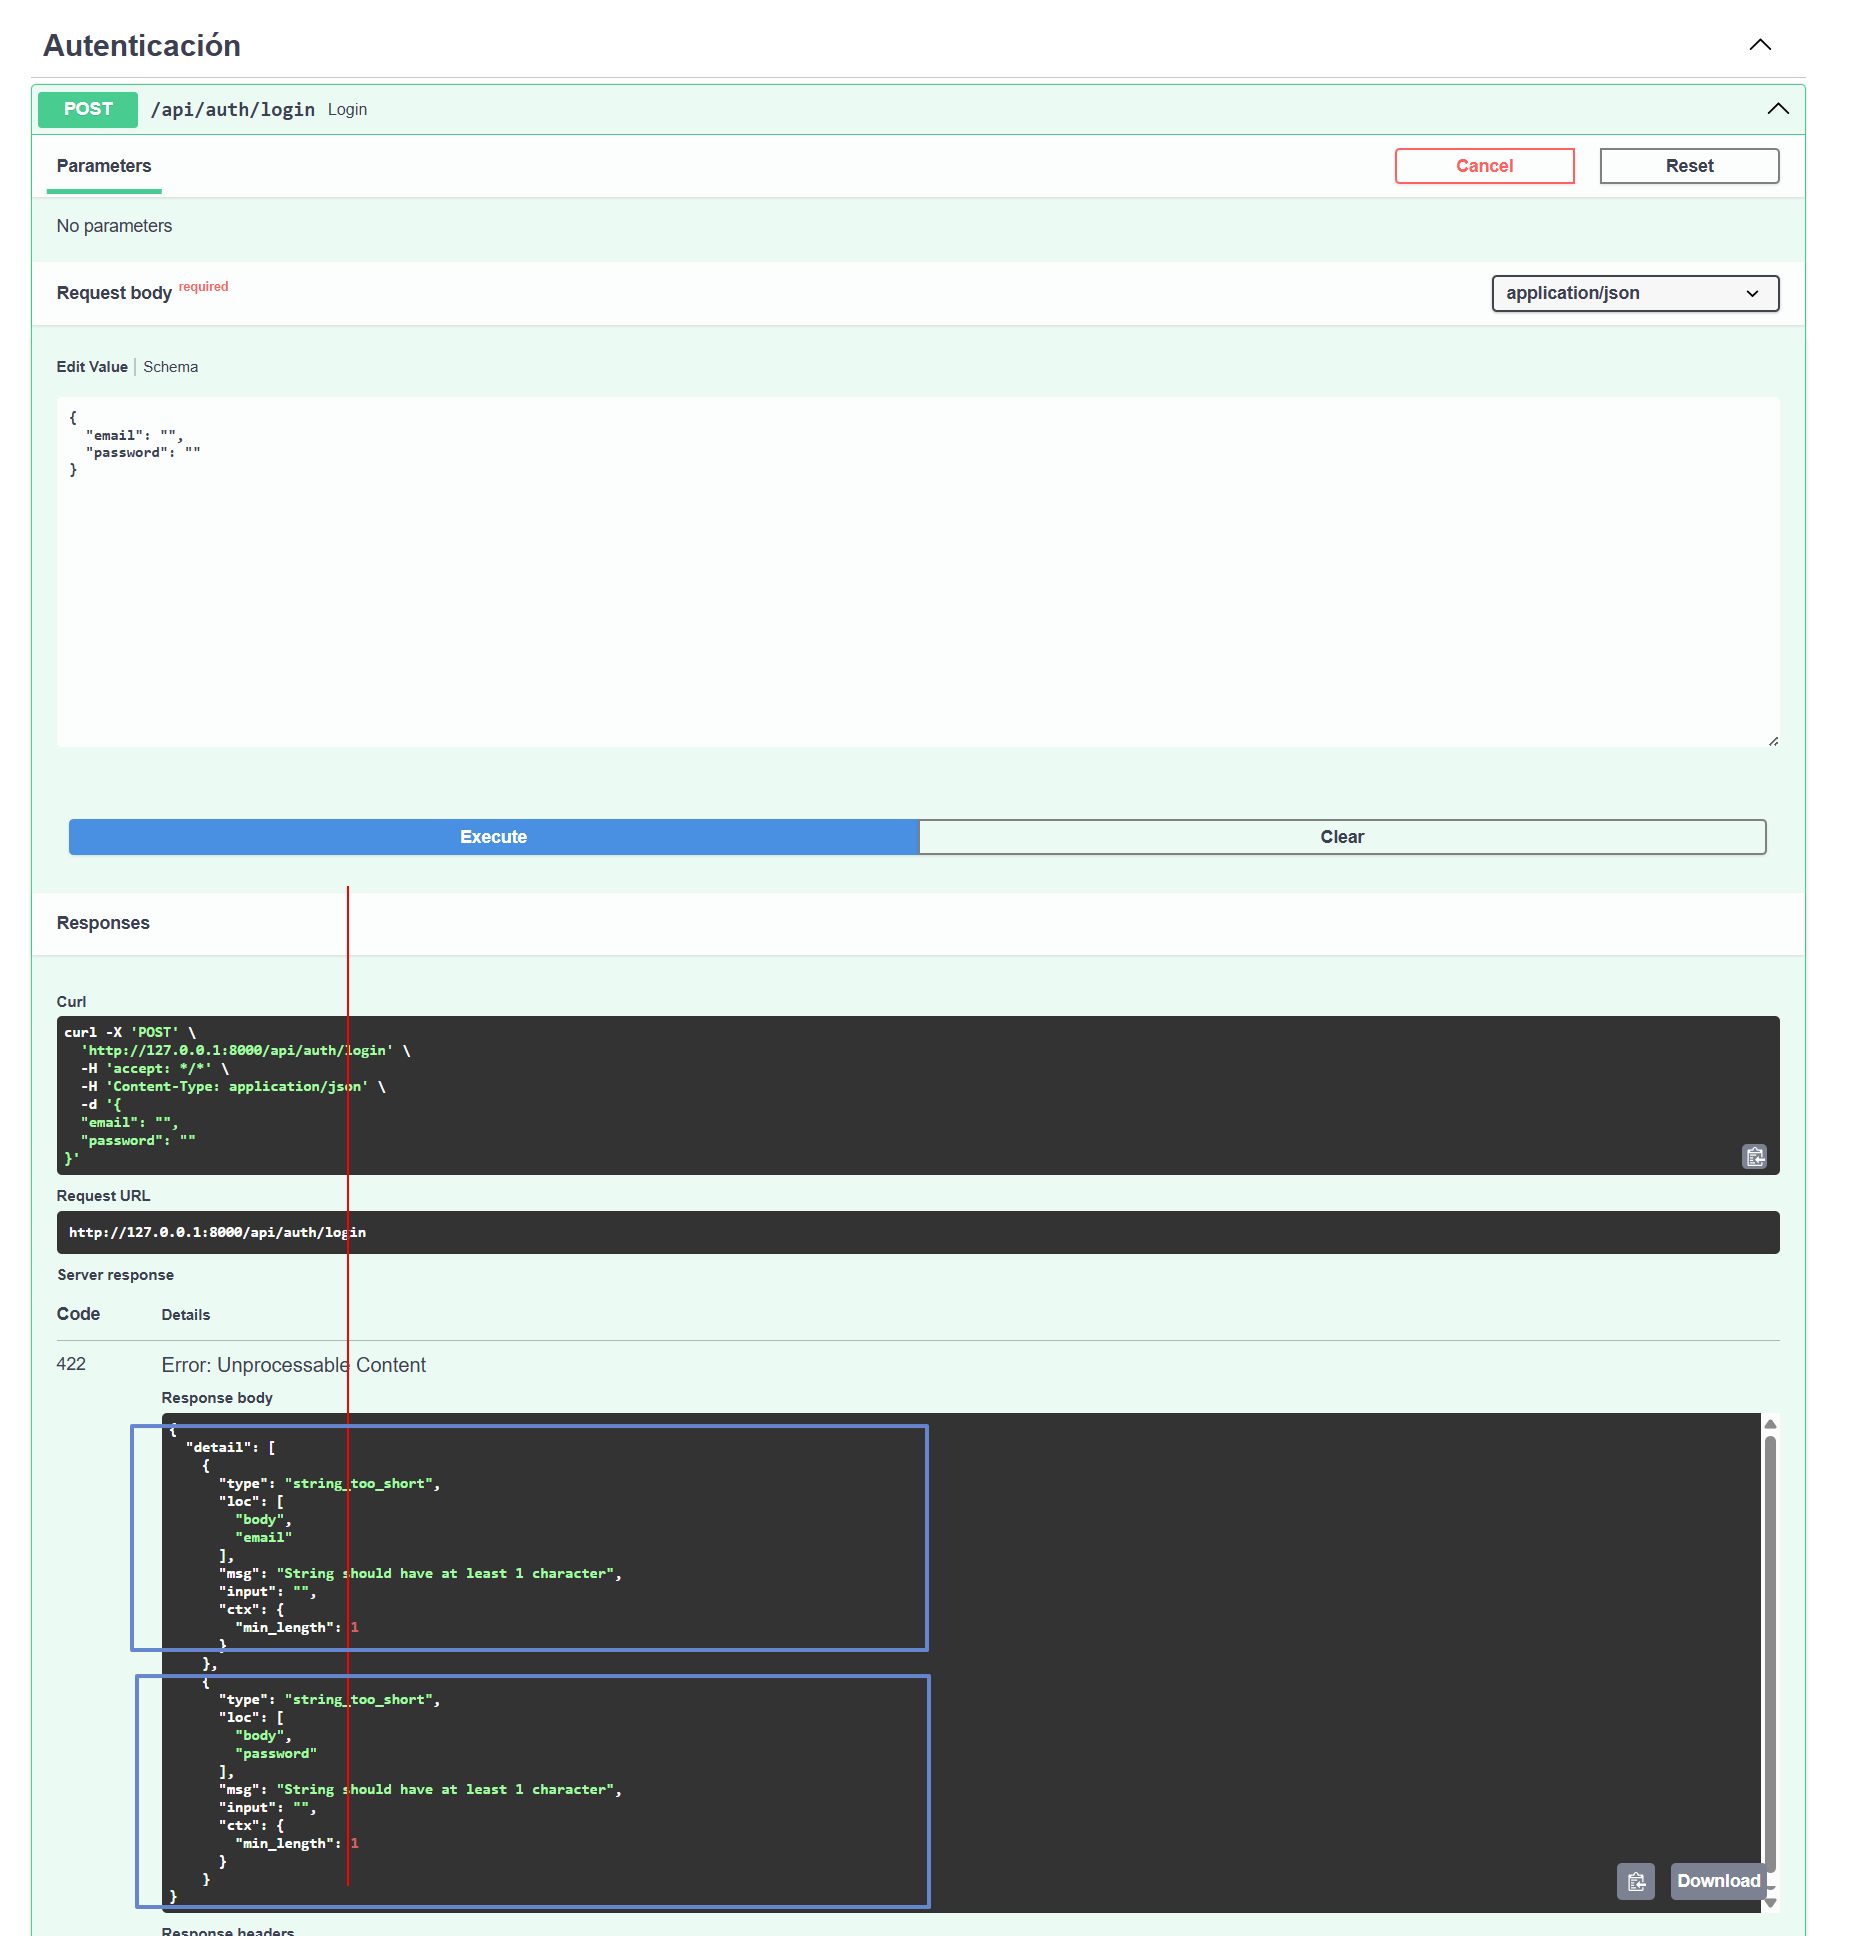 Autenticación
POST /api/auth/login Login
Parameters Cancel Reset
No parameters
Request body required application/json
Edit Value Schema
{
  "email": "",
  "password": ""
}
Execute Clear
Responses
Curl
curl -X 'POST' \
  'http://127.0.0.1:8000/api/auth/login' \
  -H 'accept: */*' \
  -H 'Content-Type: application/json' \
  -d '{
  "email": "",
  "password": ""
}'
Request URL
http://127.0.0.1:8000/api/auth/login
Server response
Code Details
422 Error: Unprocessable Content
Response body
{
  "detail": [
    {
      "type": "string_too_short",
      "loc": [
        "body",
        "email"
      ],
      "msg": "String should have at least 1 character",
      "input": "",
      "ctx": {
        "min_length": 1
      }
    },
    {
      "type": "string_too_short",
      "loc": [
        "body",
        "password"
      ],
      "msg": "String should have at least 1 character",
      "input": "",
      "ctx": {
        "min_length": 1
      }
    }
}
Download
Response headers